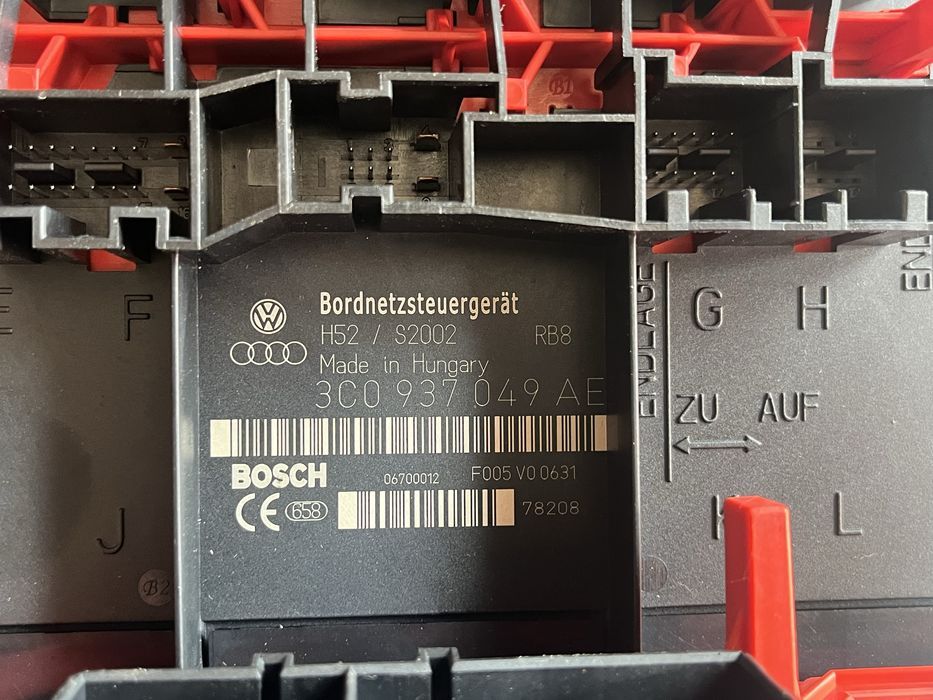 B1
Bordnetzsteuergerät
H52 / S2002 RB8
Made in Hungary
3C0 937 049 AE
BOSCH
06700012 F005 V0 0631
CE 658
78208
F
J
B2
ENDLAGE
G H
ZU AUF
K L